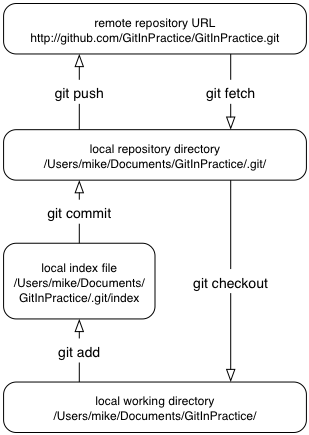 remote repository URL
http://github.com/GitInPractice/GitInPractice.git
git push
git fetch
local repository directory
/Users/mike/Documents/GitInPractice/.git/
git commit
local index file
/Users/mike/Documents/
GitInPractice/.git/index
git checkout
git add
local working directory
/Users/mike/Documents/GitInPractice/